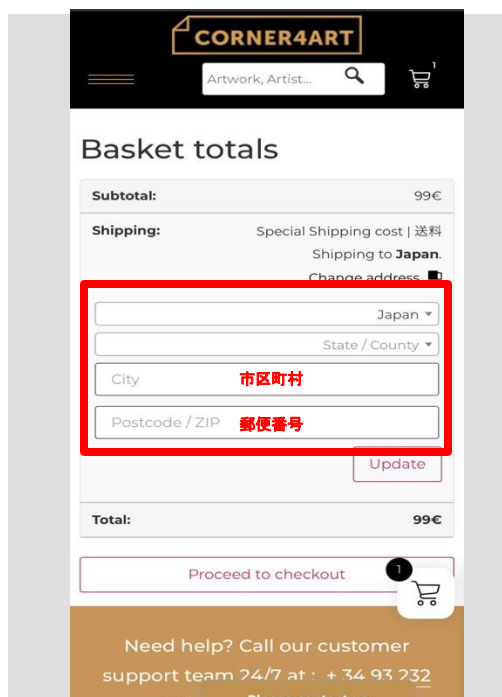 CORNER4ART
Artwork, Artist...
1
Basket totals
Subtotal: 99€
Shipping: Special Shipping cost | 送料
Shipping to Japan.
Change address
Japan
State / County
City 市区町村
Postcode / ZIP 郵便番号
Update
Total: 99€
Proceed to checkout
1
Need help? Call our customer
support team 24/7 at : + 34 93 232